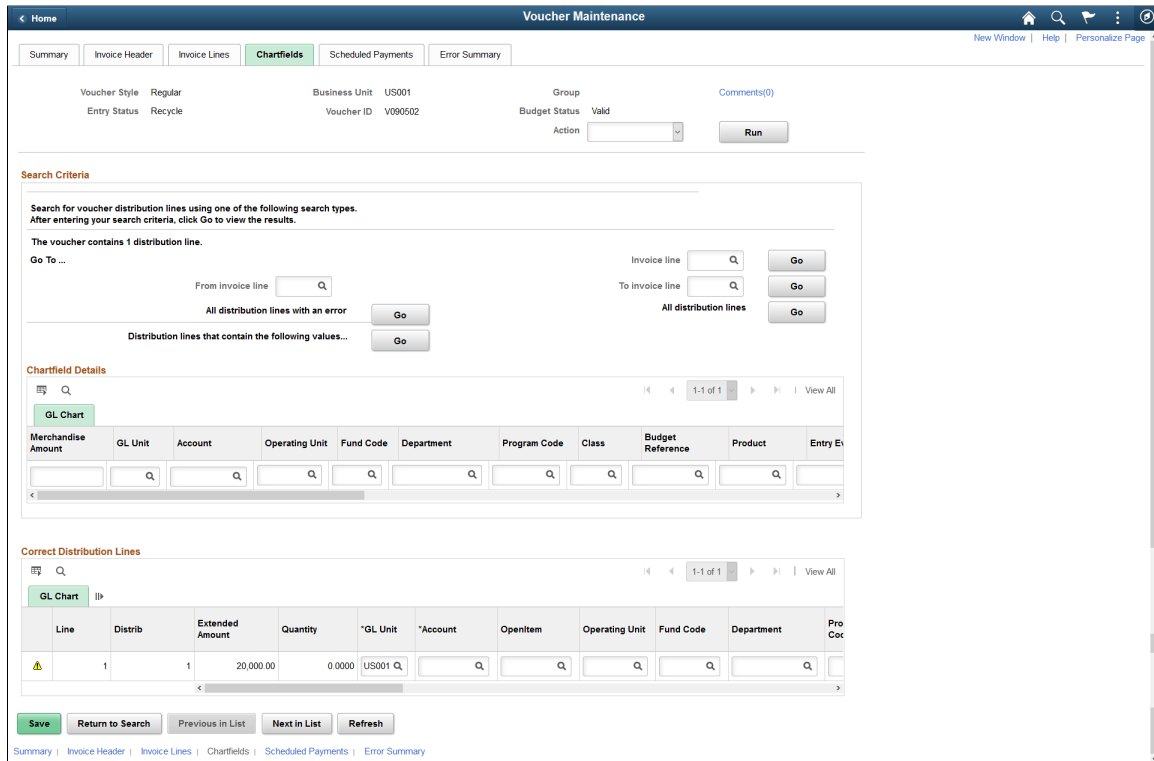 Home
Voucher Maintenance
New Window | Help | Personalize Page
Summary Invoice Header Invoice Lines Chartfields Scheduled Payments Error Summary
Voucher Style Regular Business Unit US001 Group Comments(0)
Entry Status Recycle Voucher ID V090502 Budget Status Valid
Action Run
Search Criteria
Search for voucher distribution lines using one of the following search types.
After entering your search criteria, click Go to view the results.
The voucher contains 1 distribution line.
Go To ... Invoice line Go
From invoice line To invoice line Go
All distribution lines with an error Go All distribution lines Go
Distribution lines that contain the following values... Go
Chartfield Details
1-1 of 1 | View All
GL Chart
Merchandise Amount GL Unit Account Operating Unit Fund Code Department Program Code Class Budget Reference Product Entry Ev
Correct Distribution Lines
1-1 of 1 | View All
GL Chart
Line Distrib Extended Amount Quantity *GL Unit *Account OpenItem Operating Unit Fund Code Department Pro Coc
1 1 20,000.00 0.0000 US001
Save Return to Search Previous in List Next in List Refresh
Summary | Invoice Header | Invoice Lines | Chartfields | Scheduled Payments | Error Summary